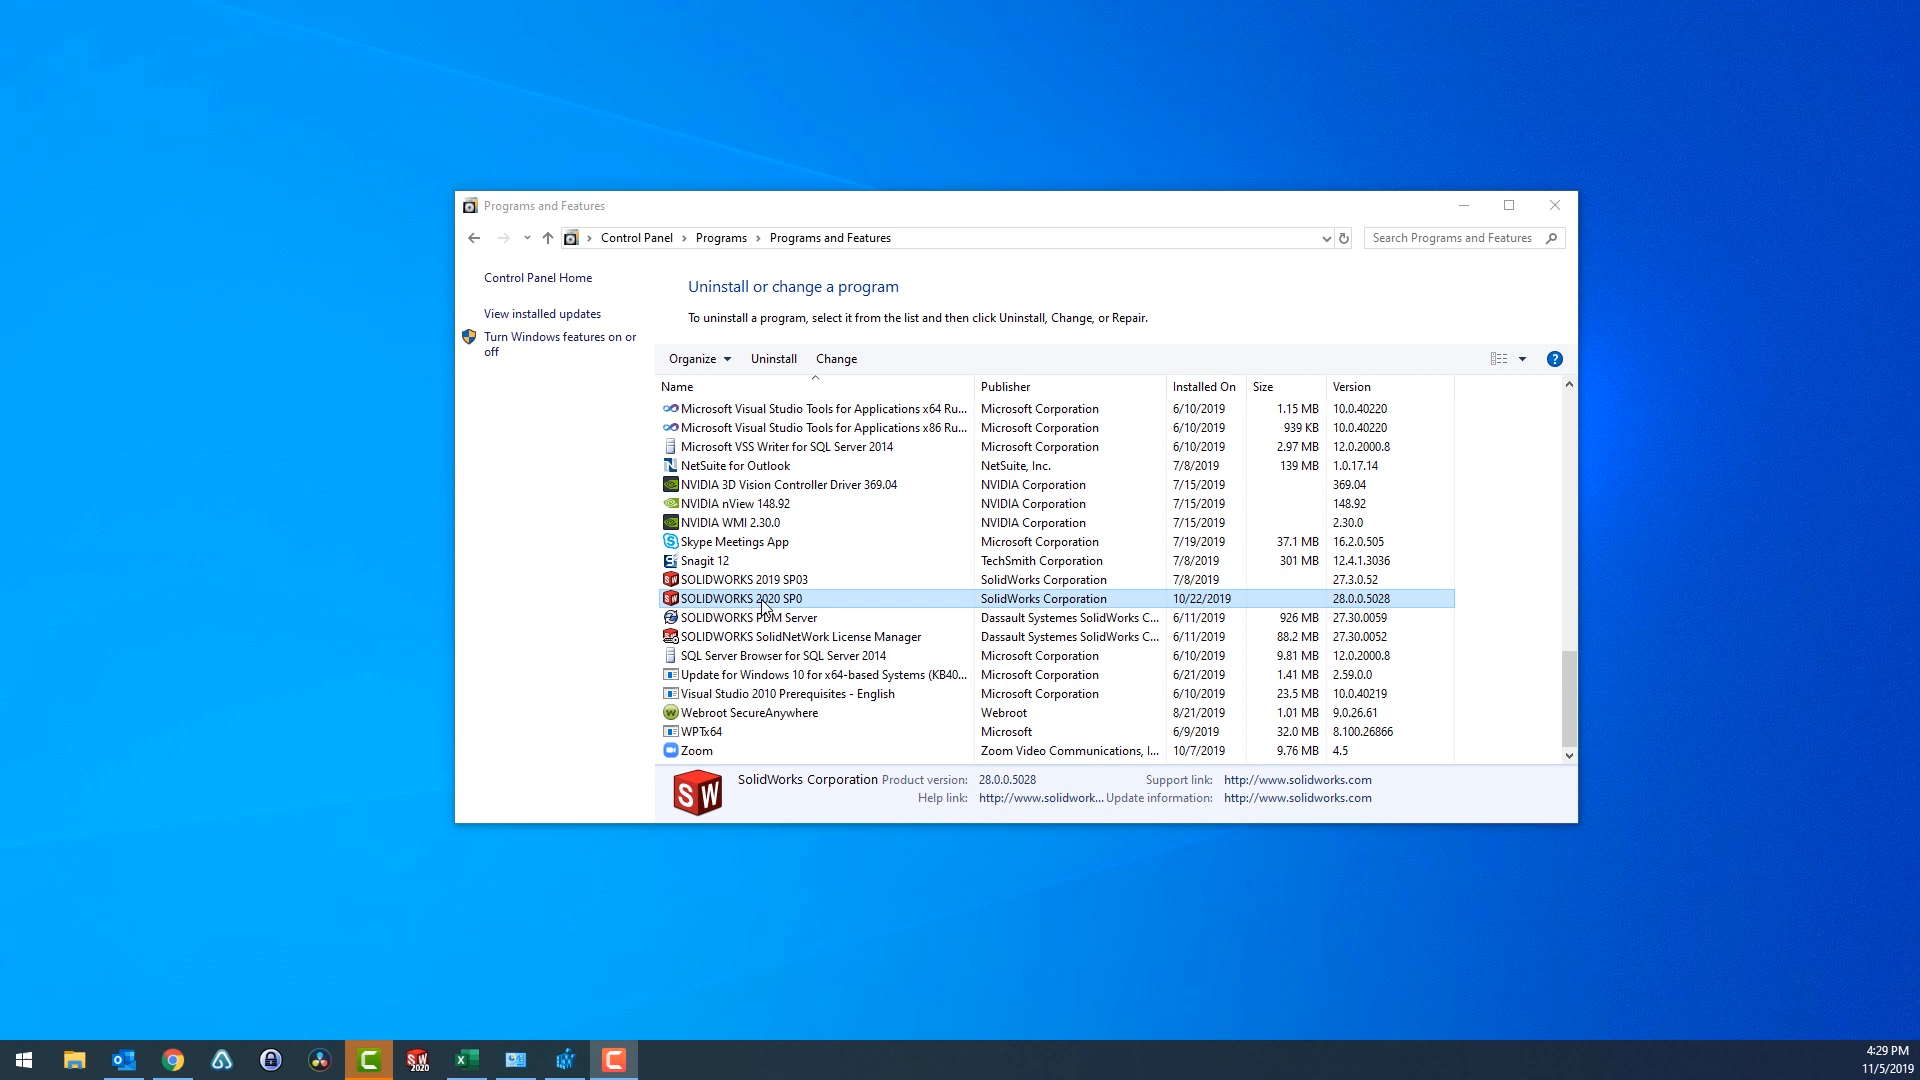 Programs and Features
Control Panel > Programs > Programs and Features
Search Programs and Features
Control Panel Home
View installed updates
Turn Windows features on or
off
Uninstall or change a program
To uninstall a program, select it from the list and then click Uninstall, Change, or Repair.
Organize Uninstall Change ?
Name Publisher Installed On Size Version
Microsoft Visual Studio Tools for Applications x64 Ru... Microsoft Corporation 6/10/2019 1.15 MB 10.0.40220
Microsoft Visual Studio Tools for Applications x86 Ru... Microsoft Corporation 6/10/2019 939 KB 10.0.40220
Microsoft VSS Writer for SQL Server 2014 Microsoft Corporation 6/10/2019 2.97 MB 12.0.2000.8
NetSuite for Outlook NetSuite, Inc. 7/8/2019 139 MB 1.0.17.14
NVIDIA 3D Vision Controller Driver 369.04 NVIDIA Corporation 7/15/2019 369.04
NVIDIA nView 148.92 NVIDIA Corporation 7/15/2019 148.92
NVIDIA WMI 2.30.0 NVIDIA Corporation 7/15/2019 2.30.0
Skype Meetings App Microsoft Corporation 7/19/2019 37.1 MB 16.2.0.505
Snagit 12 TechSmith Corporation 7/8/2019 301 MB 12.4.1.3036
SOLIDWORKS 2019 SP03 SolidWorks Corporation 7/8/2019 27.3.0.52
SOLIDWORKS 2020 SP0 SolidWorks Corporation 10/22/2019 28.0.0.5028
SOLIDWORKS PDM Server Dassault Systemes SolidWorks C... 6/11/2019 926 MB 27.30.0059
SOLIDWORKS SolidNetWork License Manager Dassault Systemes SolidWorks C... 6/11/2019 88.2 MB 27.30.0052
SQL Server Browser for SQL Server 2014 Microsoft Corporation 6/10/2019 9.81 MB 12.0.2000.8
Update for Windows 10 for x64-based Systems (KB40... Microsoft Corporation 6/21/2019 1.41 MB 2.59.0.0
Visual Studio 2010 Prerequisites - English Microsoft Corporation 6/10/2019 23.5 MB 10.0.40219
Webroot SecureAnywhere Webroot 8/21/2019 1.01 MB 9.0.26.61
WPTx64 Microsoft 6/9/2019 32.0 MB 8.100.26866
Zoom Zoom Video Communications, I... 10/7/2019 9.76 MB 4.5
SW
SolidWorks Corporation Product version: 28.0.0.5028 Support link: http://www.solidworks.com
Help link: http://www.solidwork... Update information: http://www.solidworks.com
SW
2020
4:29 PM
11/5/2019